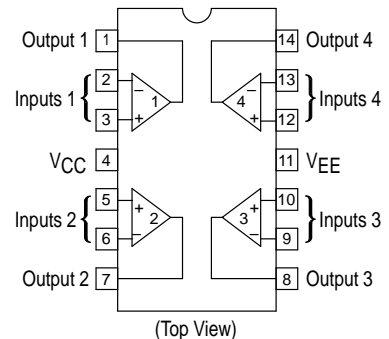 Output 1 1 14 Output 4
2 − − 13
Inputs 1 1 4 Inputs 4
3 + + 12
VCC 4 11 VEE
5 + + 10
Inputs 2 2 3 Inputs 3
6 − − 9
Output 2 7 8 Output 3
(Top View)